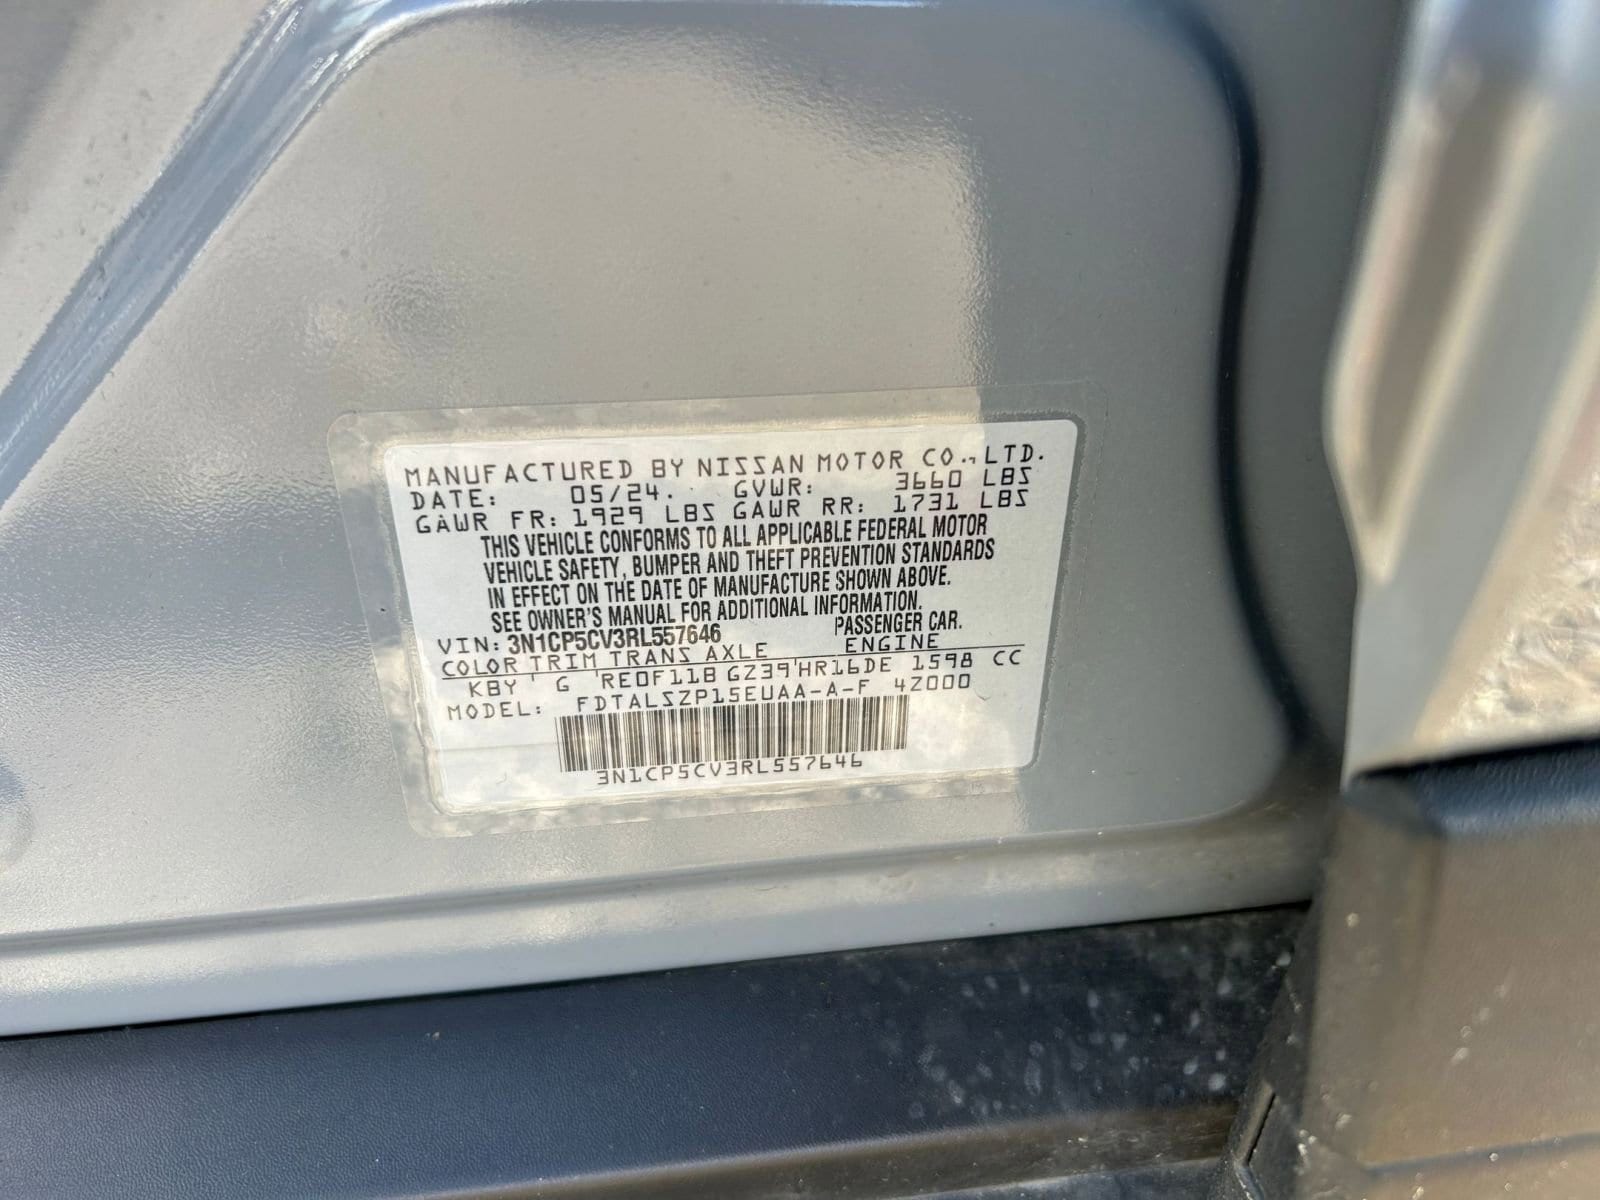 MANUFACTURED BY NISSAN MOTOR CO., LTD.
DATE: 05/24. GVWR: 3660 LBS
GAWR FR: 1929 LBS GAWR RR: 1731 LBS
THIS VEHICLE CONFORMS TO ALL APPLICABLE FEDERAL MOTOR
VEHICLE SAFETY, BUMPER AND THEFT PREVENTION STANDARDS
IN EFFECT ON THE DATE OF MANUFACTURE SHOWN ABOVE.
SEE OWNER'S MANUAL FOR ADDITIONAL INFORMATION.
VIN: 3N1CP5CV3RL557646 PASSENGER CAR.
COLOR TRIM TRANS AXLE ENGINE
KBY G RE0F11B GZ39 HR16DE 1598 CC
MODEL: FDTALSZP15EUAA-A-F 4Z000
3N1CP5CV3RL557646